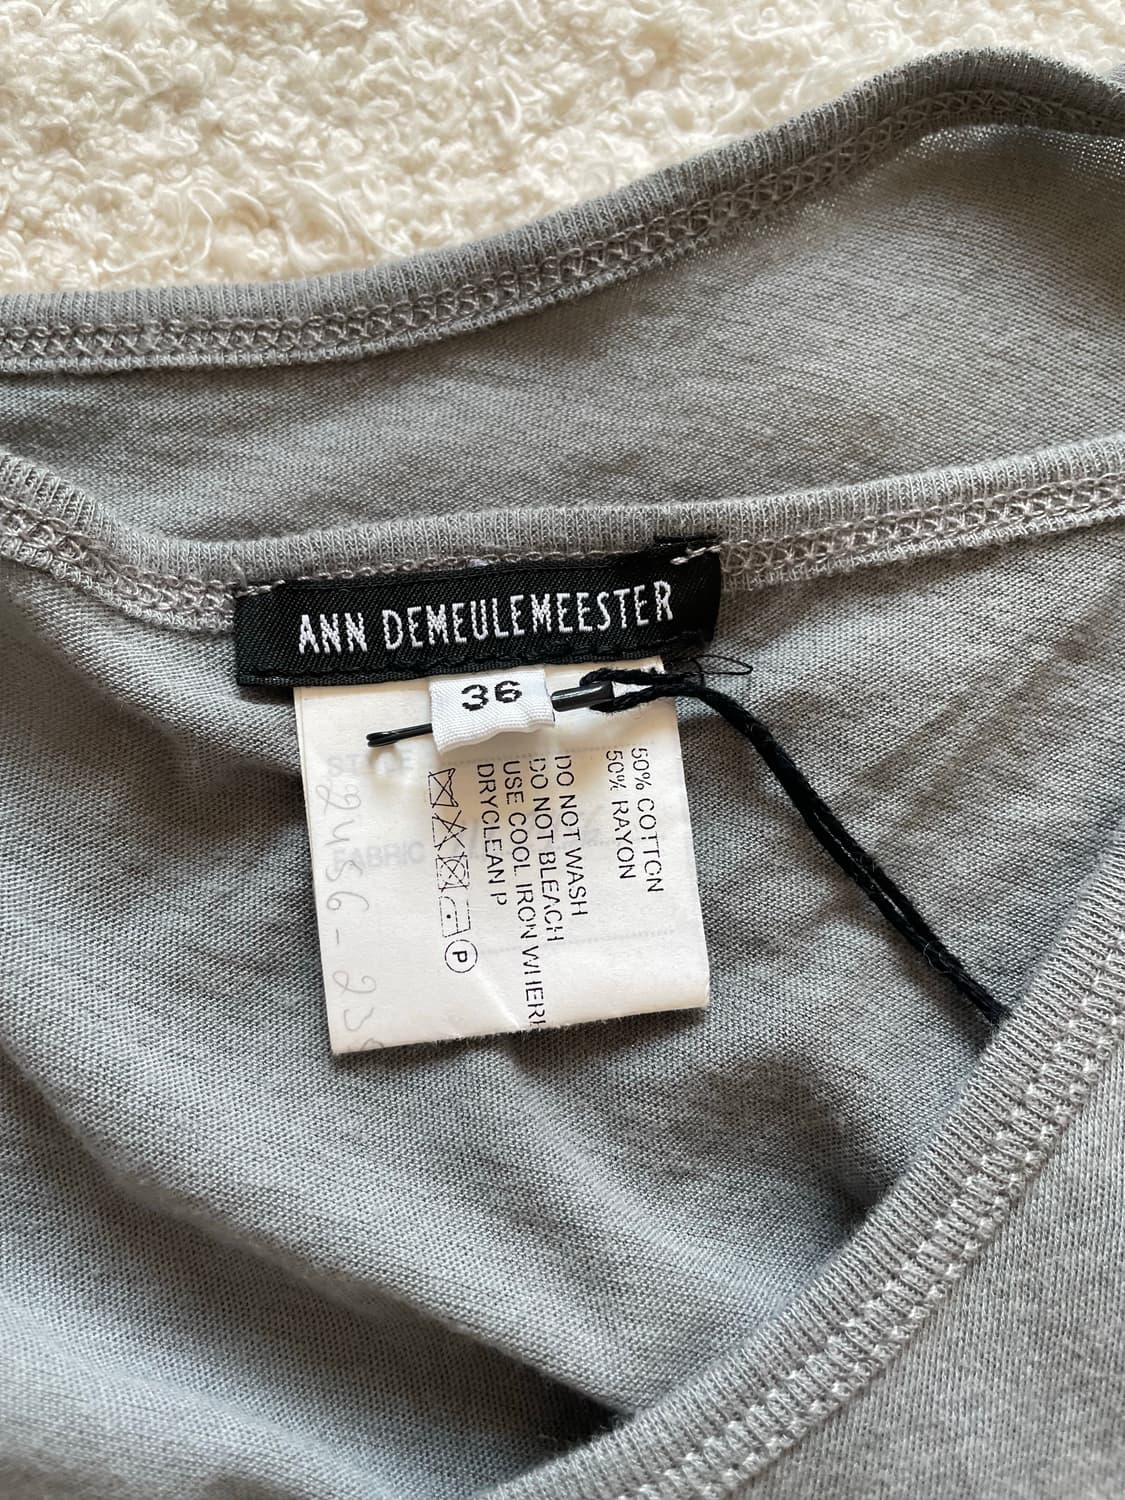 ANN DEMEULEMEESTER
36
50% COTTON
50% RAYON
DO NOT WASH
DO NOT BLEACH
USE COOL IRON WHERE
DRYCLEAN P
P
STYLE
FABRIC